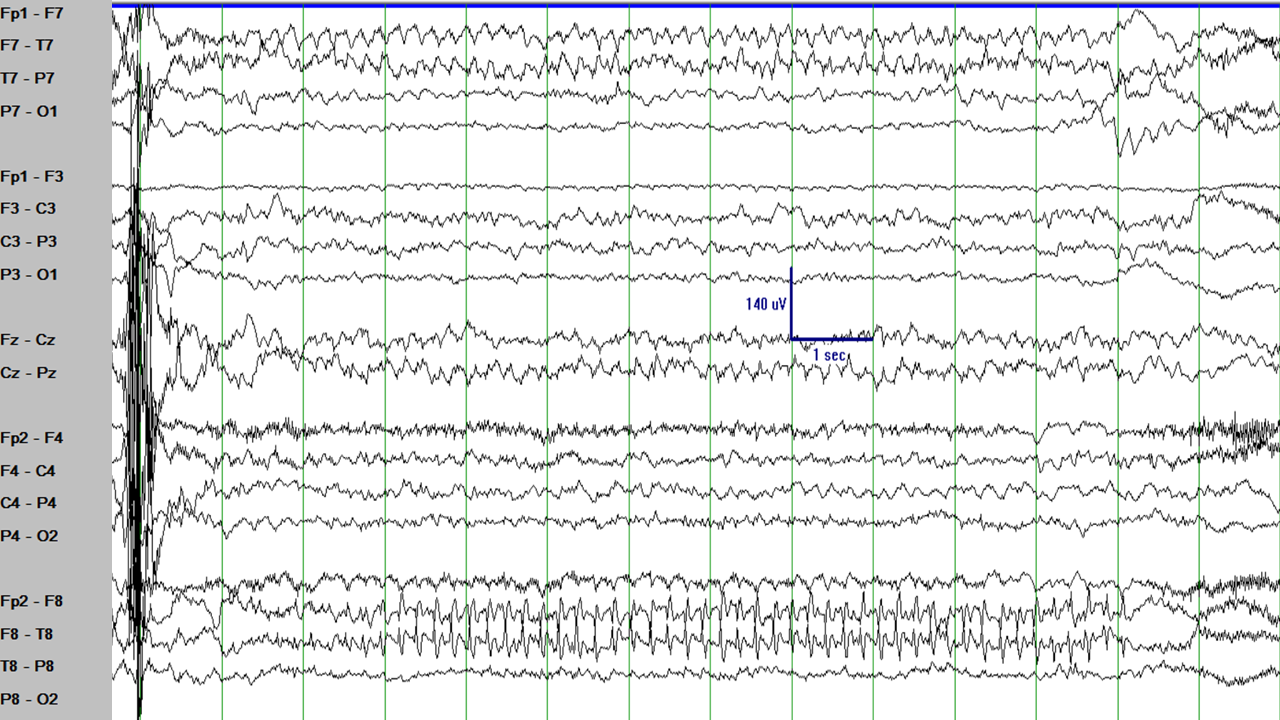 Fp1 - F7
F7 - T7
T7 - P7
P7 - O1
Fp1 - F3
F3 - C3
C3 - P3
P3 - O1
140 uV
Fz - Cz
1 sec
Cz - Pz
Fp2 - F4
F4 - C4
C4 - P4
P4 - O2
Fp2 - F8
F8 - T8
T8 - P8
P8 - O2